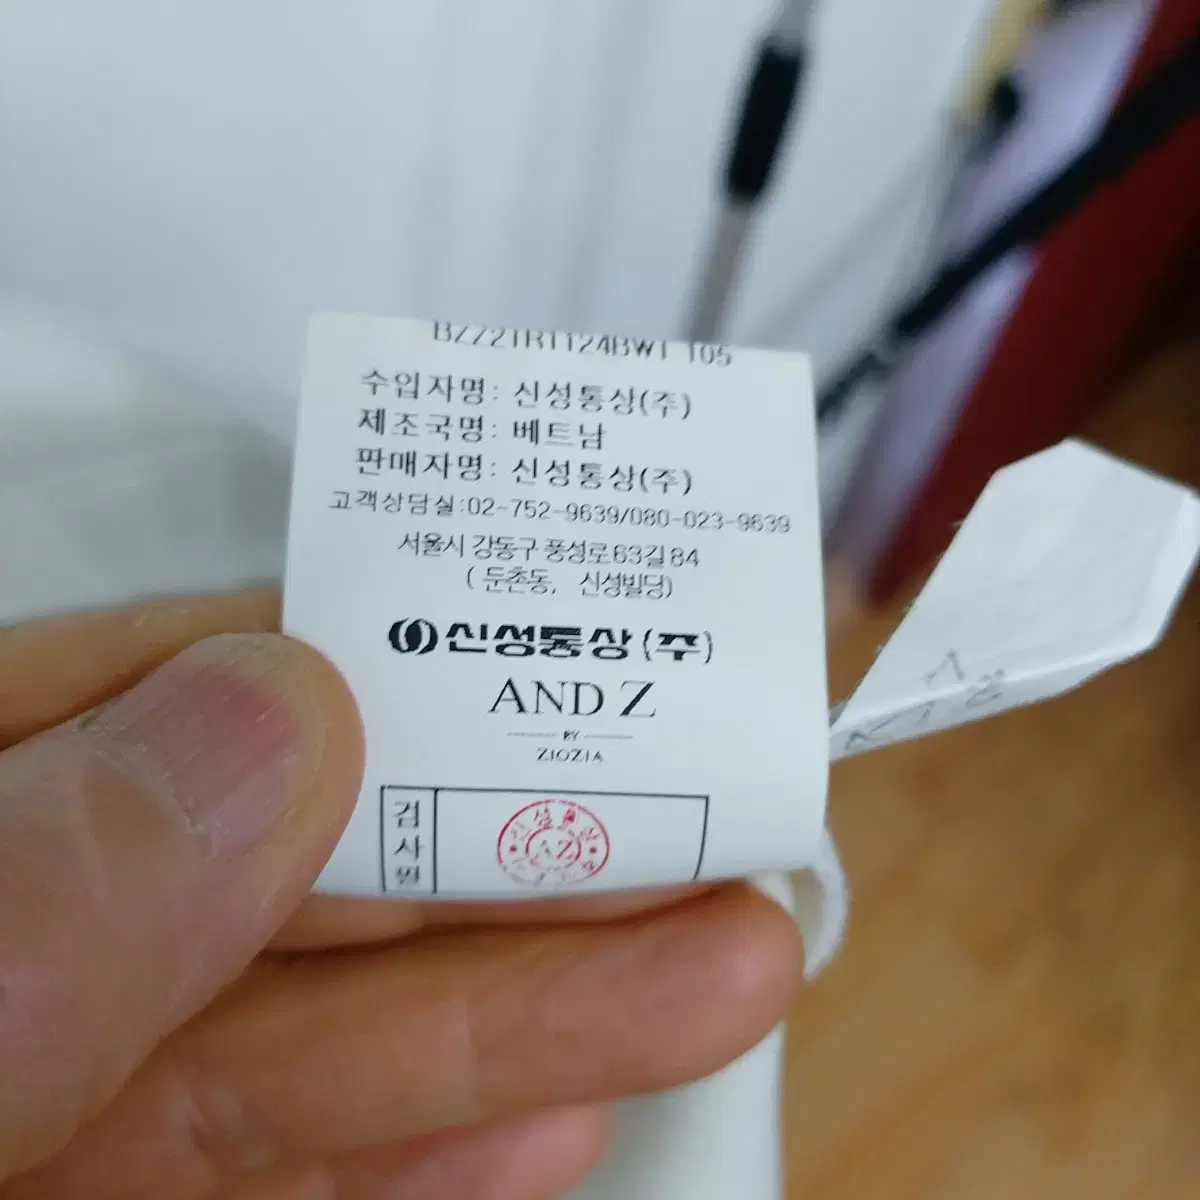 BZZ2TR1124BWT 105
수입자명: 신성통상(주)
제조국명: 베트남
판매자명: 신성통상(주)
고객상담실:02-752-9639/080-023-9639
서울시 강동구 풍성로63길84
( 둔촌동, 신성빌딩)
신성통상(주)
AND Z
BY
ZIOZIA
검사원